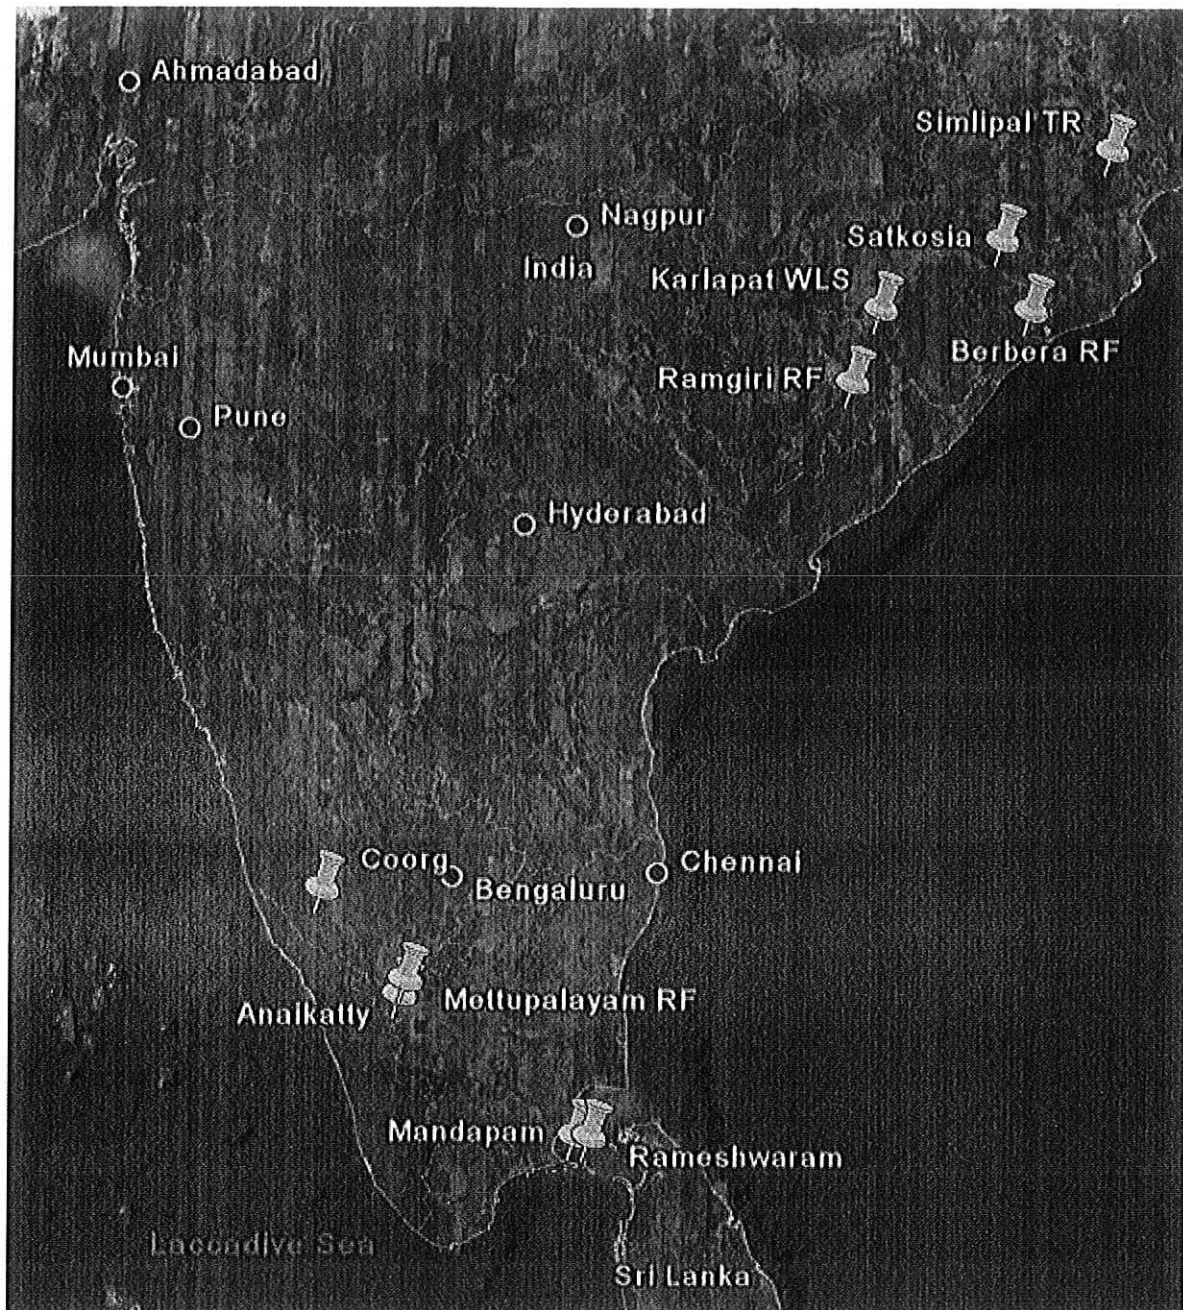 Ahmadabad
Simlipal TR
Nagpur
Satkosia
India
Karlapat WLS
Mumbai
Berbera RF
Ramgiri RF
Pune
Hyderabad
Coorg
Chennai
Bengaluru
Anaikatty
Mettupalayam RF
Mandapam
Rameshwaram
Laccadive Sea
Sri Lanka